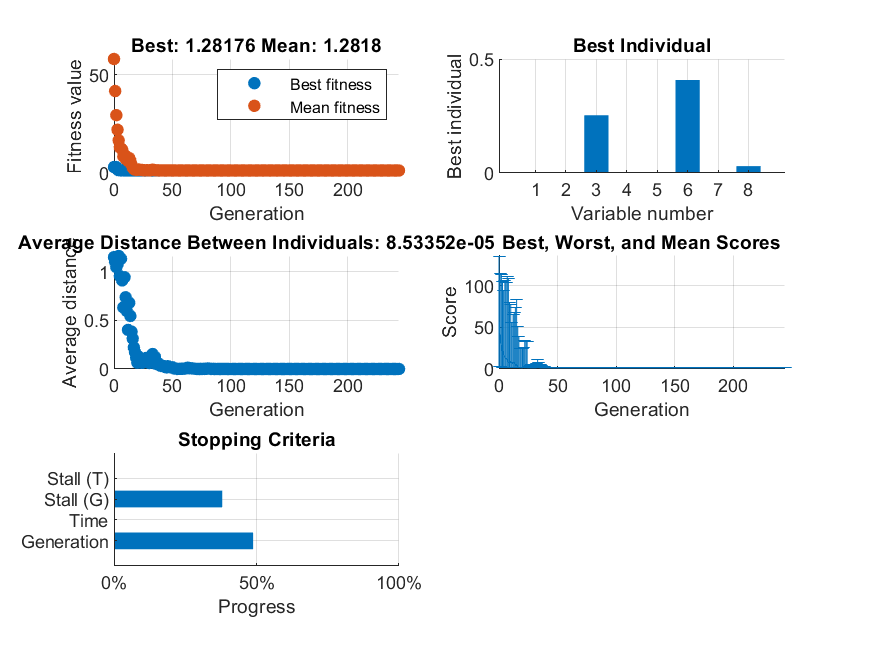 Best: 1.28176 Mean: 1.2818
Fitness value
50
0
Best fitness
Mean fitness
0 50 100 150 200
Generation
Best Individual
Best individual
0.5
0
1 2 3 4 5 6 7 8
Variable number
Average Distance Between Individuals: 8.53352e-05
Average distance
1
0.5
0
0 50 100 150 200
Generation
Best, Worst, and Mean Scores
Score
100
50
0
0 50 100 150 200
Generation
Stopping Criteria
Stall (T)
Stall (G)
Time
Generation
0% 50% 100%
Progress